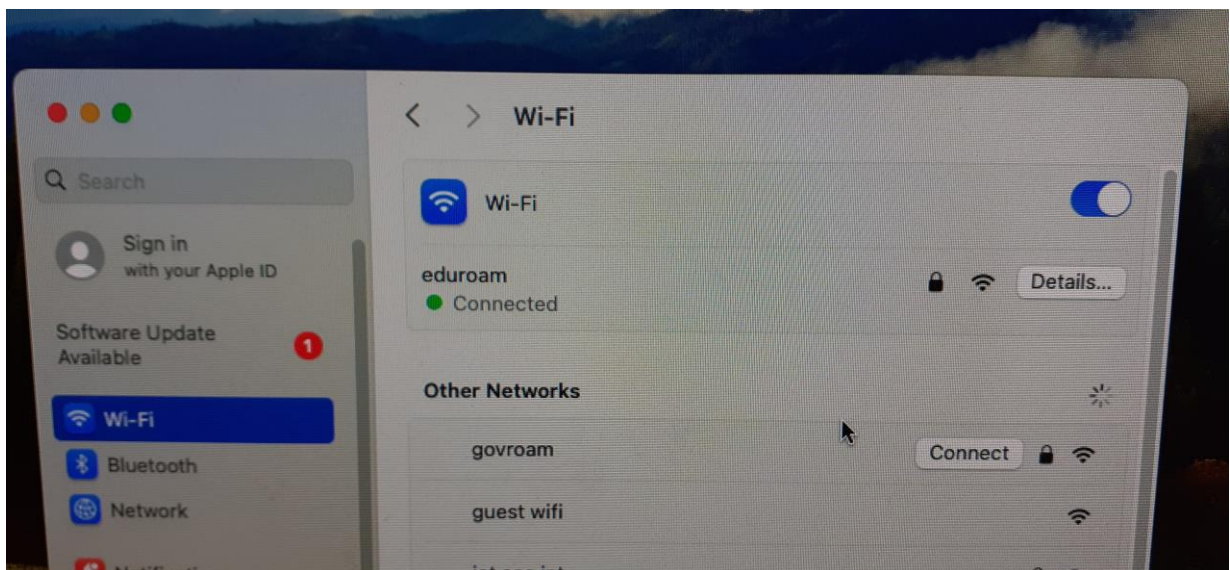 Wi-Fi
Search
Wi-Fi
Sign in
with your Apple ID
eduroam
Details...
Connected
Software Update
Available
1
Other Networks
Wi-Fi
govroam
Connect
Bluetooth
Network
guest wifi